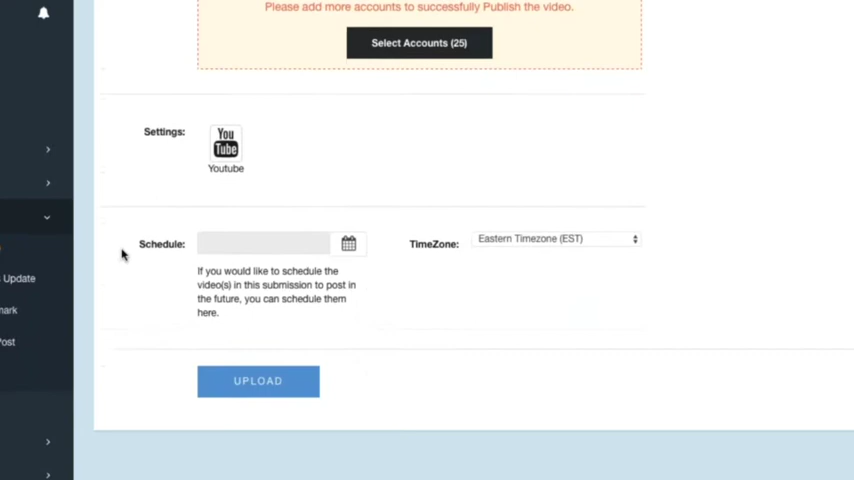 Please add more accounts to successfully Publish the video.
Select Accounts (25)
Settings:
You
Tube
Youtube
Schedule:
TimeZone:
Eastern Timezone (EST)
If you would like to schedule the
video(s) in this submission to post in
the future, you can schedule them
here.
Update
UPLOAD